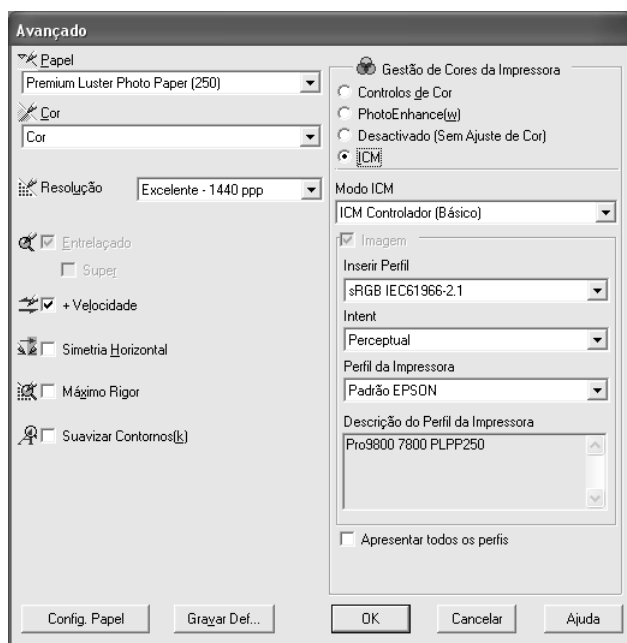 Avançado
Papel
Premium Luster Photo Paper (250)
Cor
Cor
Resolução
Excelente - 1440 ppp
Entrelaçado
Super
+ Velocidade
Simetria Horizontal
Máximo Rigor
Suavizar Contornos(k)
Gestão de Cores da Impressora
Controlos de Cor
PhotoEnhance(w)
Desactivado (Sem Ajuste de Cor)
ICM
Modo ICM
ICM Controlador (Básico)
Imagem
Inserir Perfil
sRGB IEC61966-2.1
Intent
Perceptual
Perfil da Impressora
Padrão EPSON
Descrição do Perfil da Impressora
Pro9800 7800 PLPP250
Apresentar todos os perfis
Config. Papel
Gravar Def...
OK
Cancelar
Ajuda